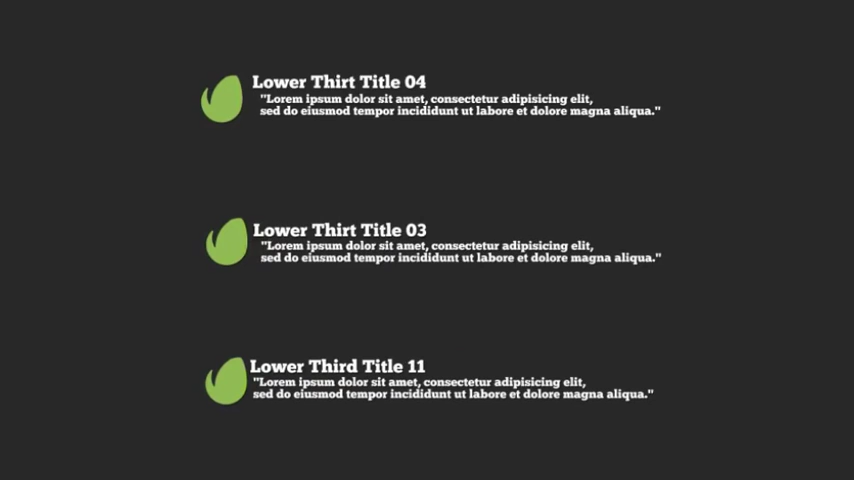 Lower Thirt Title 04
"Lorem ipsum dolor sit amet, consectetur adipisicing elit,
sed do eiusmod tempor incididunt ut labore et dolore magna aliqua."
Lower Thirt Title 03
"Lorem ipsum dolor sit amet, consectetur adipisicing elit,
sed do eiusmod tempor incididunt ut labore et dolore magna aliqua."
Lower Third Title 11
"Lorem ipsum dolor sit amet, consectetur adipisicing elit,
sed do eiusmod tempor incididunt ut labore et dolore magna aliqua."